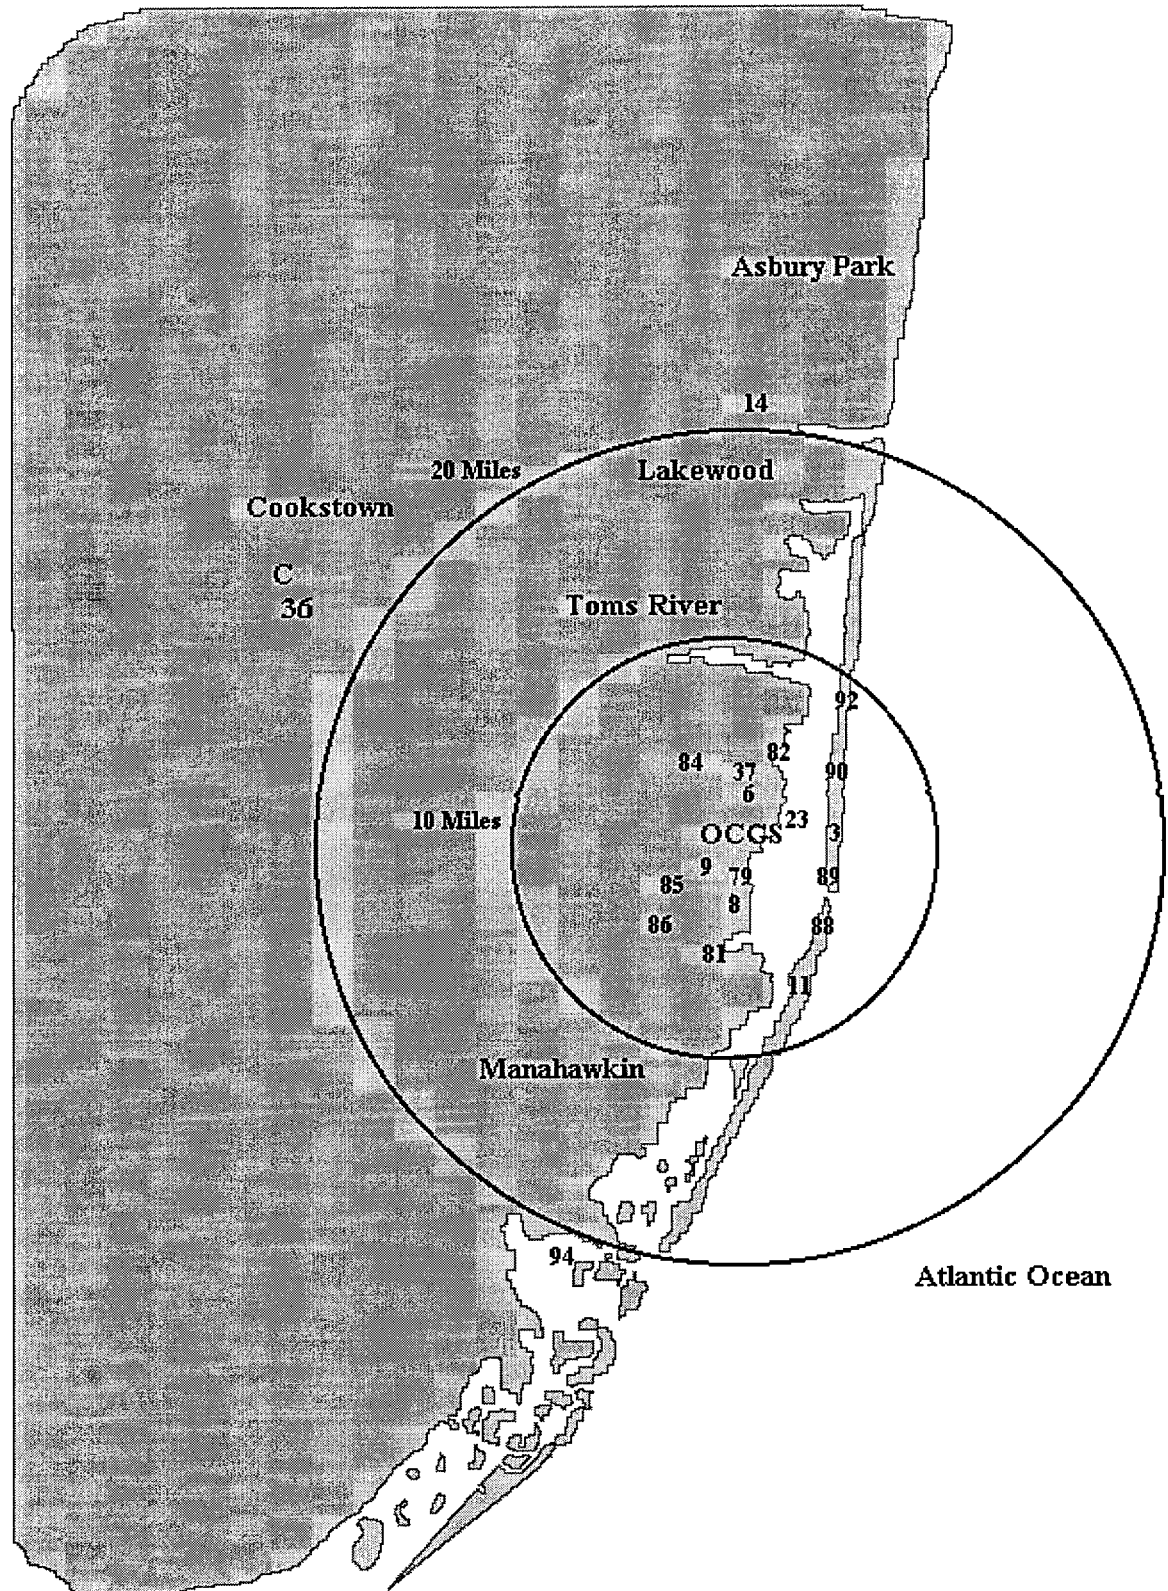 Asbury Park
14
20 Miles
Lakewood
Cookstown
C
36
Toms River
92
82
84
37
90
6
10 Miles
23
OCGS
3
9
79
89
85
8
86
88
81
11
Manahawkin
94
Atlantic Ocean